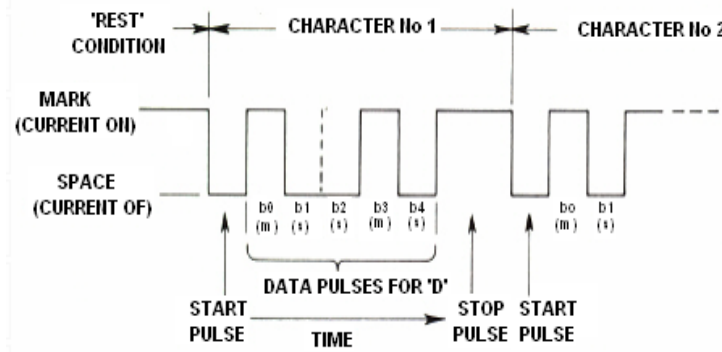 'REST'
CONDITION
CHARACTER No 1
CHARACTER No 2
MARK
(CURRENT ON)
SPACE
(CURRENT OF)
b0 b1 b2 b3 b4 bo b1
(m) (s) (s) (m) (s) (m) (s)
DATA PULSES FOR 'D'
START
PULSE
TIME
STOP
PULSE
START
PULSE